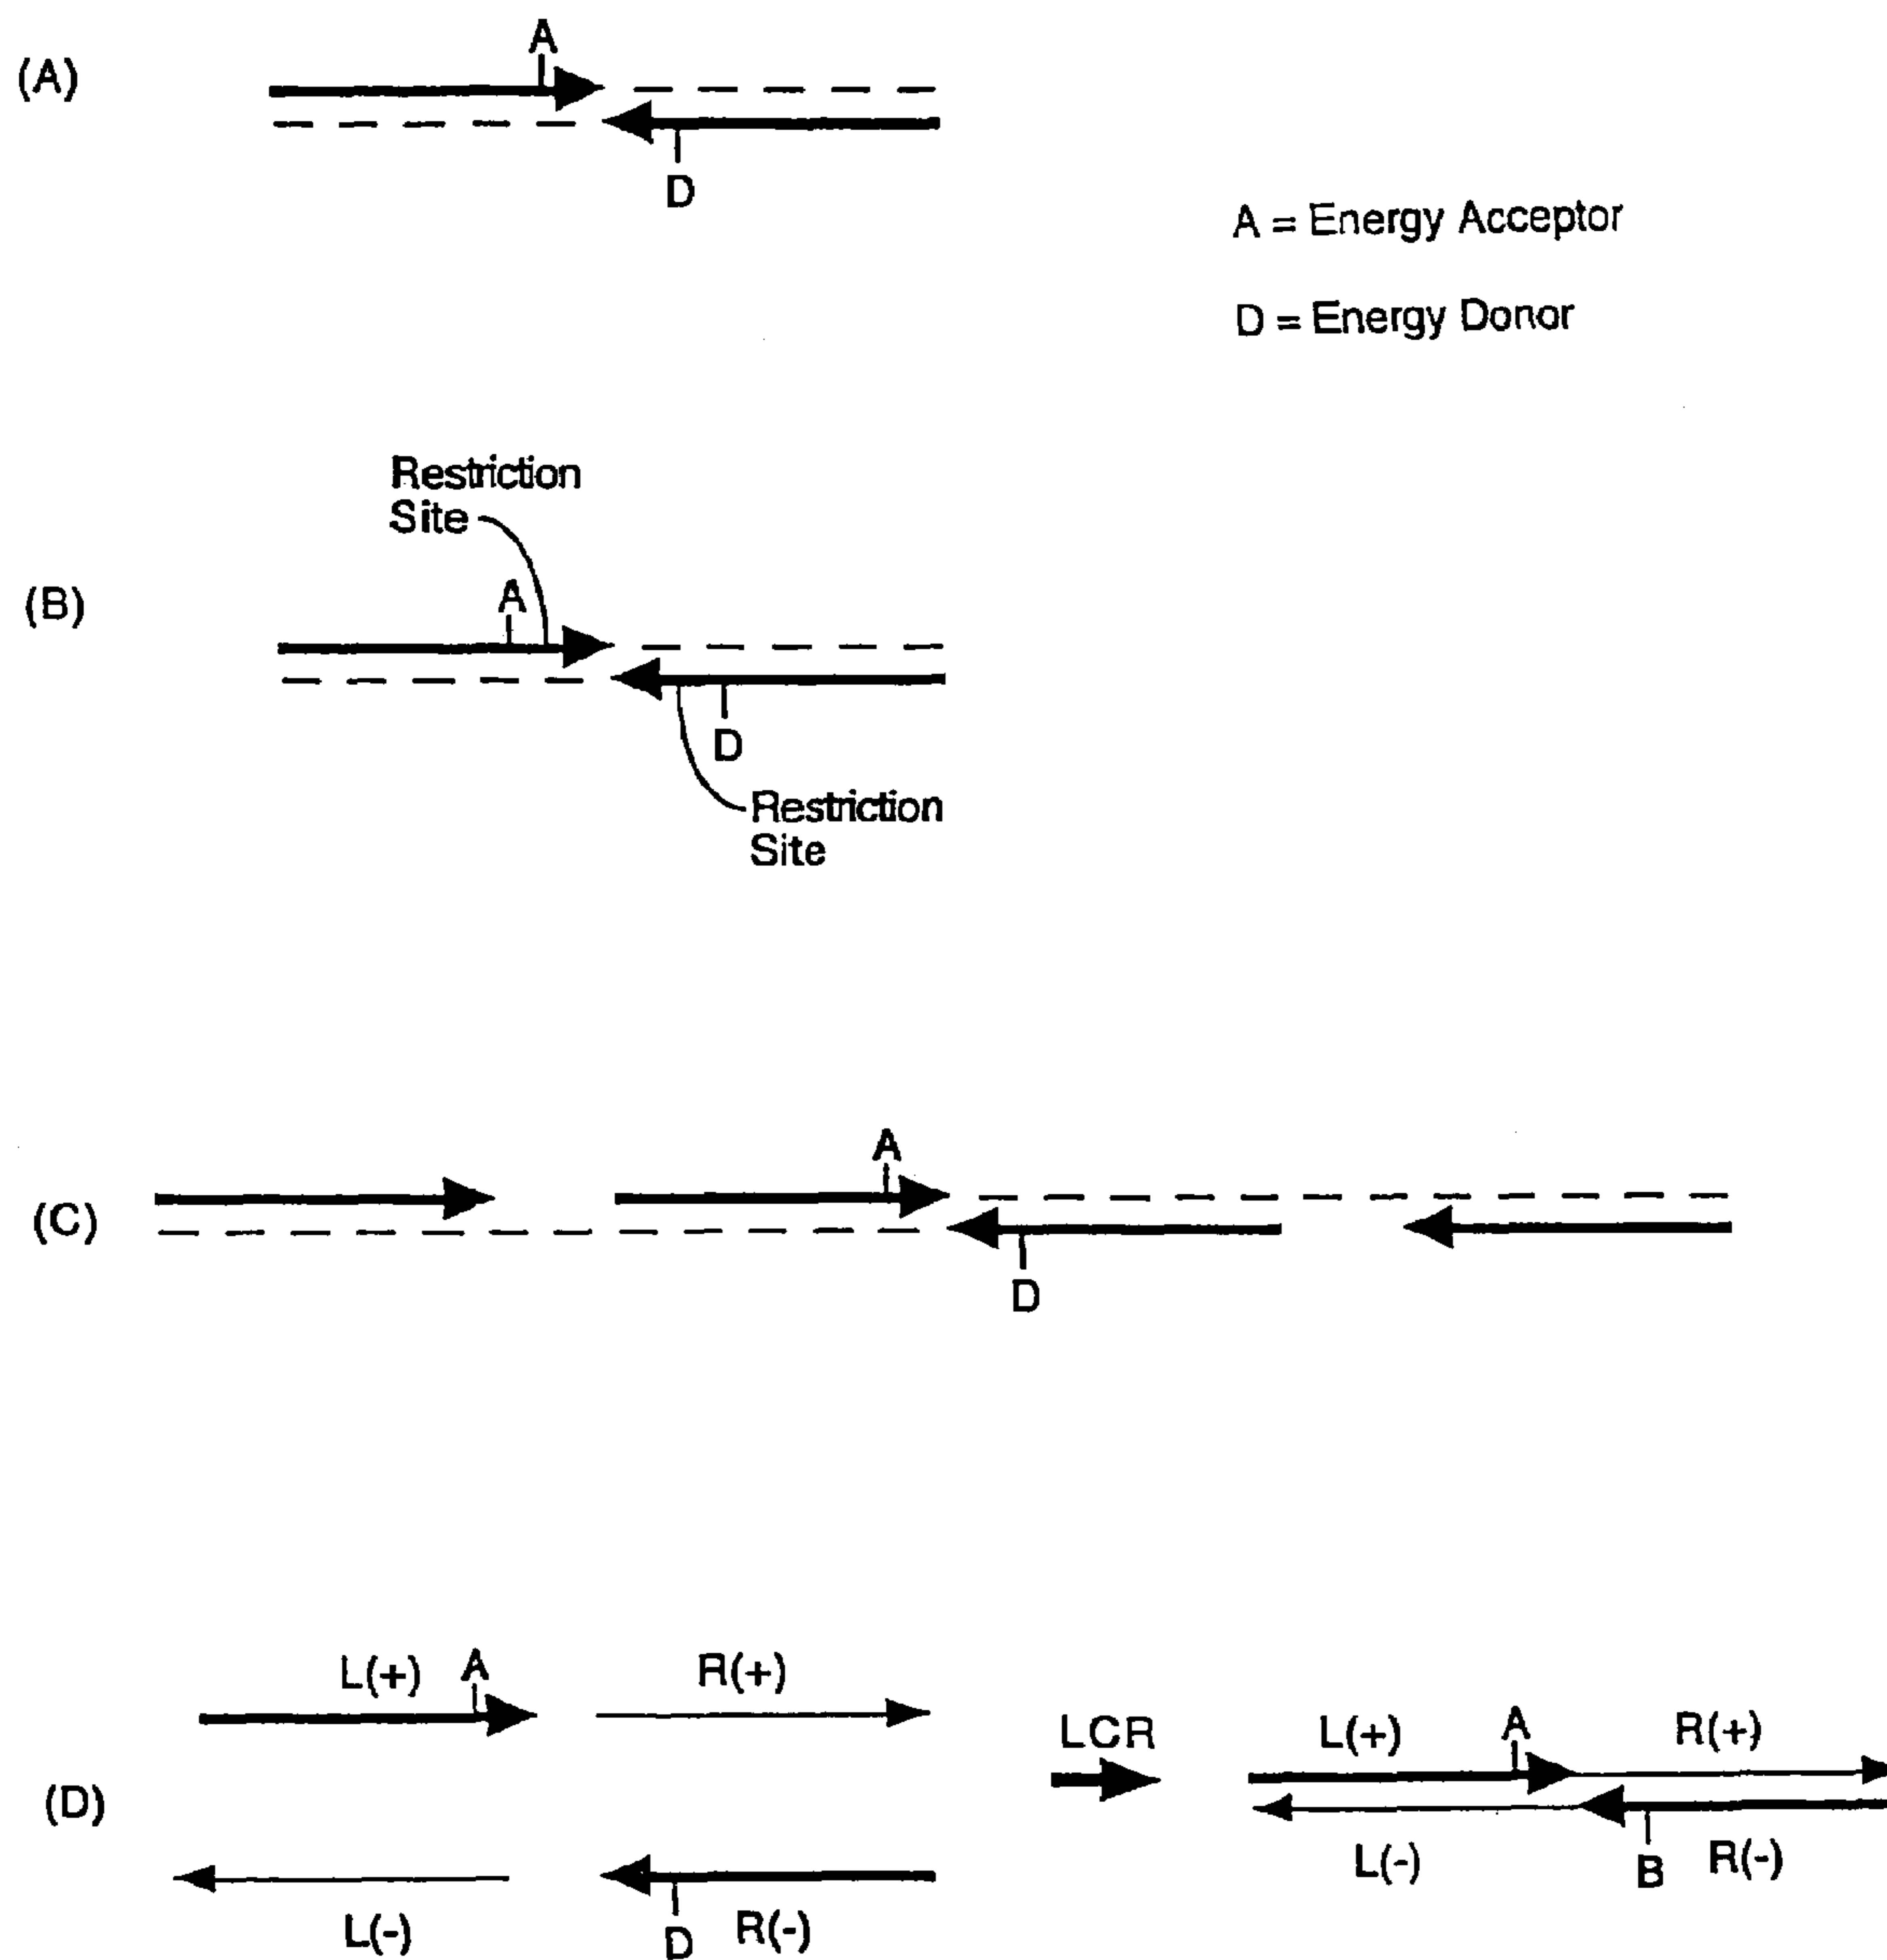 (A)
A
D
A = Energy Acceptor
D = Energy Donor
(B)
Restriction
Site
A
D
Restriction
Site
(C)
A
D
(D)
L(+) A R(+)
L(-) D R(-)
LCR
L(+) A R(+)
L(-) B R(-)